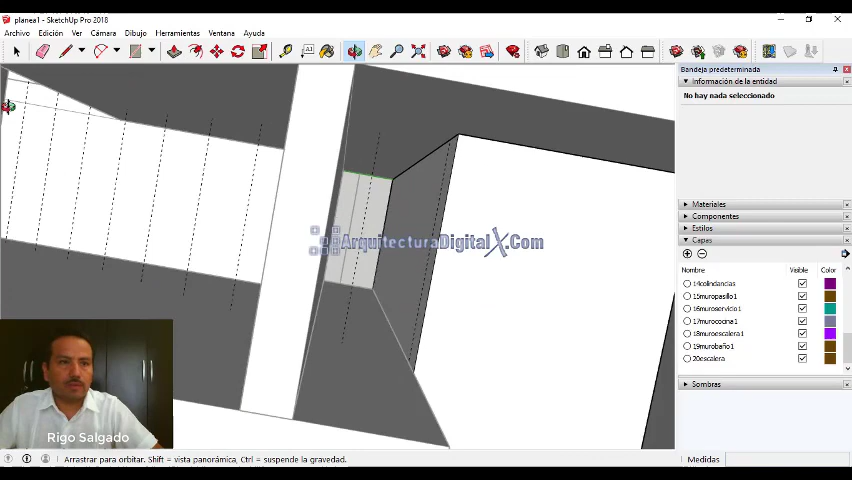 planea1 - SketchUp Pro 2018
Archivo Edición Ver Cámara Dibujo Herramientas Ventana Ayuda
Bandeja predeterminada
Información de la entidad
No hay nada seleccionado
ArquitecturaDigitalX.Com
Materiales
Componentes
Estilos
Capas
Nombre Visible Color
14colindancias
15muropasillo1
16muroservicio1
17murococina1
18muroescalera1
19murobaño1
20escalera
Sombras
Rigo Salgado
Arrastrar para orbitar. Shift = vista panorámica, Ctrl = suspende la gravedad.
Medidas